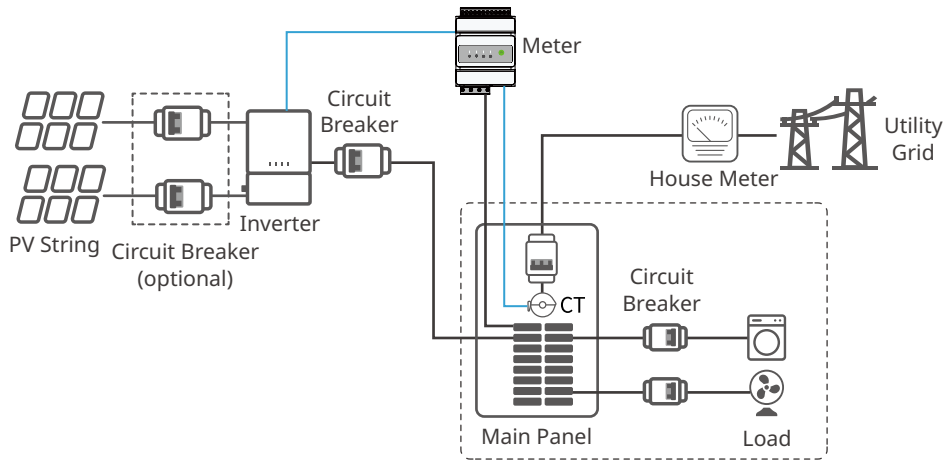 Meter
Circuit
Breaker
Utility
Grid
House Meter
PV String
Circuit Breaker
(optional)
Inverter
CT
Circuit
Breaker
Main Panel
Load